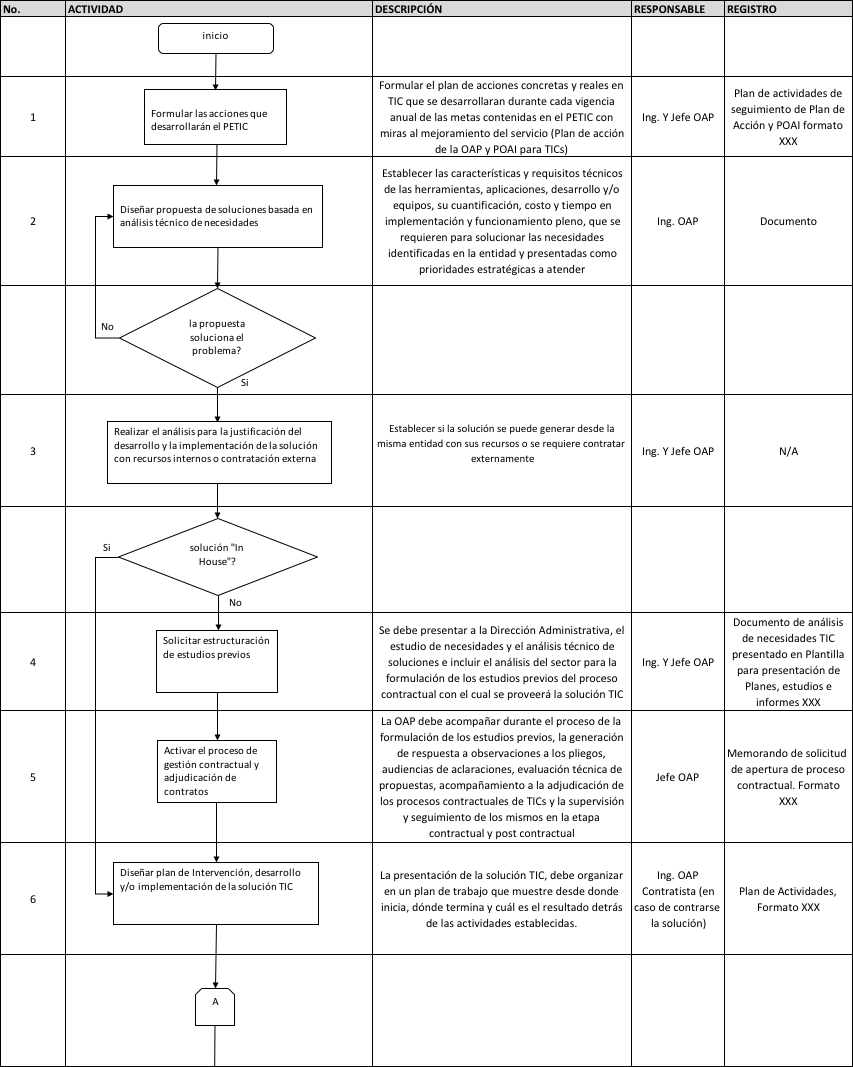 No. ACTIVIDAD DESCRIPCIÓN RESPONSABLE REGISTRO
inicio
1
Formular las acciones que
desarrollarán el PETIC
Formular el plan de acciones concretas y reales en
TIC que se desarrollaran durante cada vigencia
anual de las metas contenidas en el PETIC con
miras al mejoramiento del servicio (Plan de acción
de la OAP y POAI para TICs)
Ing. Y Jefe OAP
Plan de actividades de
seguimiento de Plan de
Acción y POAI formato
XXX
2
Diseñar propuesta de soluciones basada en
análisis técnico de necesidades
Establecer las características y requisitos técnicos
de las herramientas, aplicaciones, desarrollo y/o
equipos, su cuantificación, costo y tiempo en
implementación y funcionamiento pleno, que se
requieren para solucionar las necesidades
identificadas en la entidad y presentadas como
prioridades estratégicas a atender
Ing. OAP
Documento
No
la propuesta
soluciona el
problema?
Si
3
Realizar el análisis para la justificación del
desarrollo y la implementación de la solución
con recursos internos o contratación externa
Establecer si la solución se puede generar desde la
misma entidad con sus recursos o se requiere contratar
externamente
Ing. Y Jefe OAP
N/A
Si
solución "In
House"?
No
4
Solicitar estructuración
de estudios previos
Se debe presentar a la Dirección Administrativa, el
estudio de necesidades y el análisis técnico de
soluciones e incluir el análisis del sector para la
formulación de los estudios previos del proceso
contractual con el cual se proveerá la solución TIC
Ing. Y Jefe OAP
Documento de análisis
de necesidades TIC
presentado en Plantilla
para presentación de
Planes, estudios e
informes XXX
5
Activar el proceso de
gestión contractual y
adjudicación de
contratos
La OAP debe acompañar durante el proceso de la
formulación de los estudios previos, la generación
de respuesta a observaciones a los pliegos,
audiencias de aclaraciones, evaluación técnica de
propuestas, acompañamiento a la adjudicación de
los procesos contractuales de TICs y la supervisión
y seguimiento de los mismos en la etapa
contractual y post contractual
Jefe OAP
Memorando de solicitud
de apertura de proceso
contractual. Formato
XXX
6
Diseñar plan de Intervención, desarrollo
y/o implementación de la solución TIC
La presentación de la solución TIC, debe organizar
en un plan de trabajo que muestre desde donde
inicia, dónde termina y cuál es el resultado detrás
de las actividades establecidas.
Ing. OAP
Contratista (en
caso de contrarse
la solución)
Plan de Actividades,
Formato XXX
A